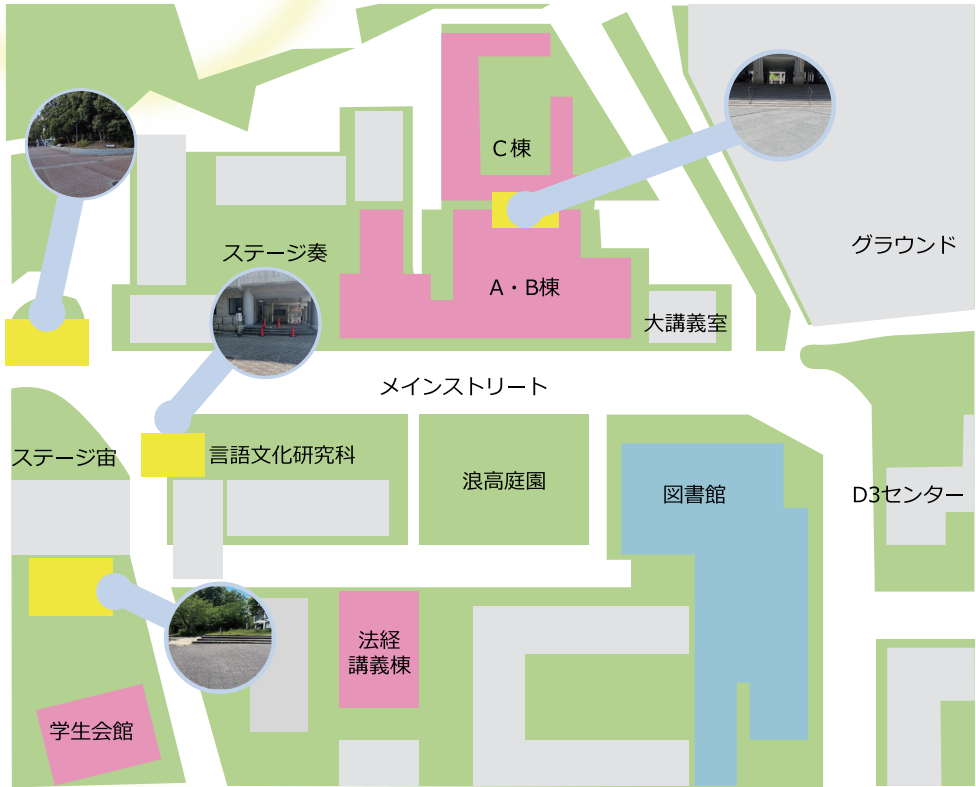 C棟
グラウンド
ステージ奏
A・B棟
大講義室
メインストリート
ステージ宙
言語文化研究科
浪高庭園
図書館
D3センター
法経
講義棟
学生会館